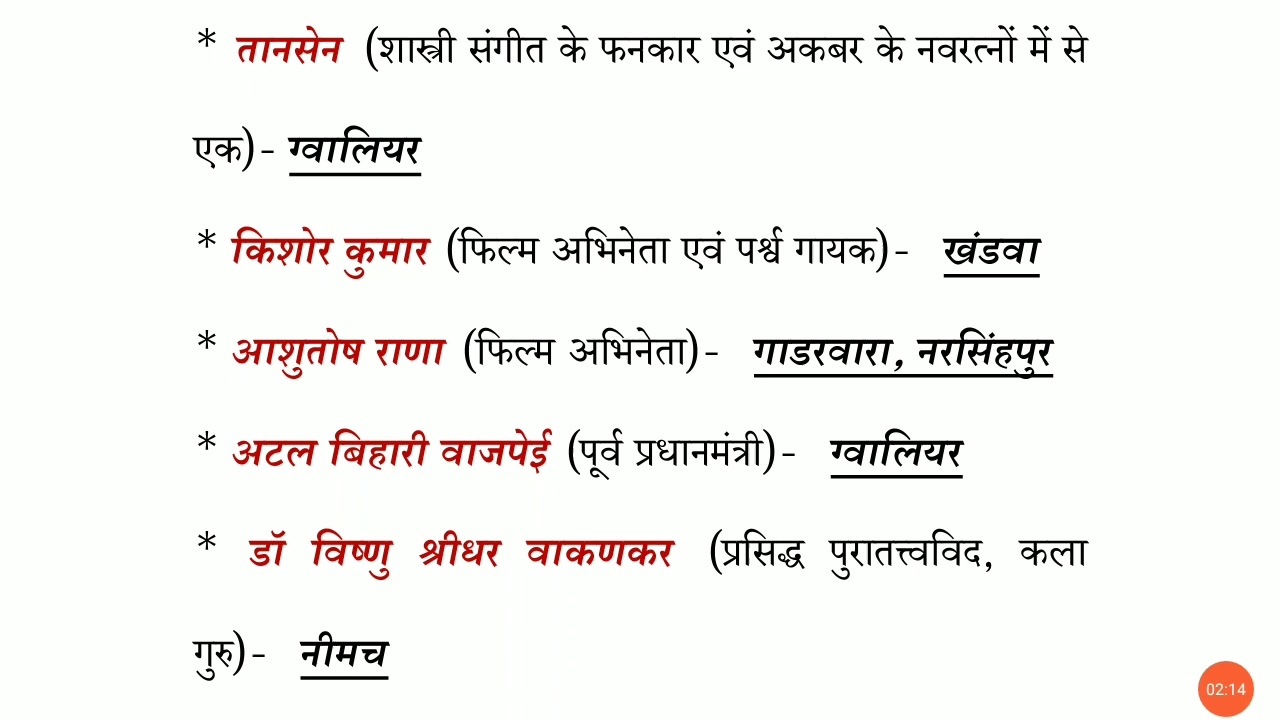 * तानसेन (शास्त्री संगीत के फनकार एवं अकबर के नवरत्नों में से
एक)- ग्वालियर
* किशोर कुमार (फिल्म अभिनेता एवं पर्श्व गायक)- खंडवा
* आशुतोष राणा (फिल्म अभिनेता)- गाडरवारा, नरसिंहपुर
* अटल बिहारी वाजपेई (पूर्व प्रधानमंत्री)- ग्वालियर
* डॉ विष्णु श्रीधर वाकणकर (प्रसिद्ध पुरातत्त्वविद, कला
गुरु)- नीमच
02:14